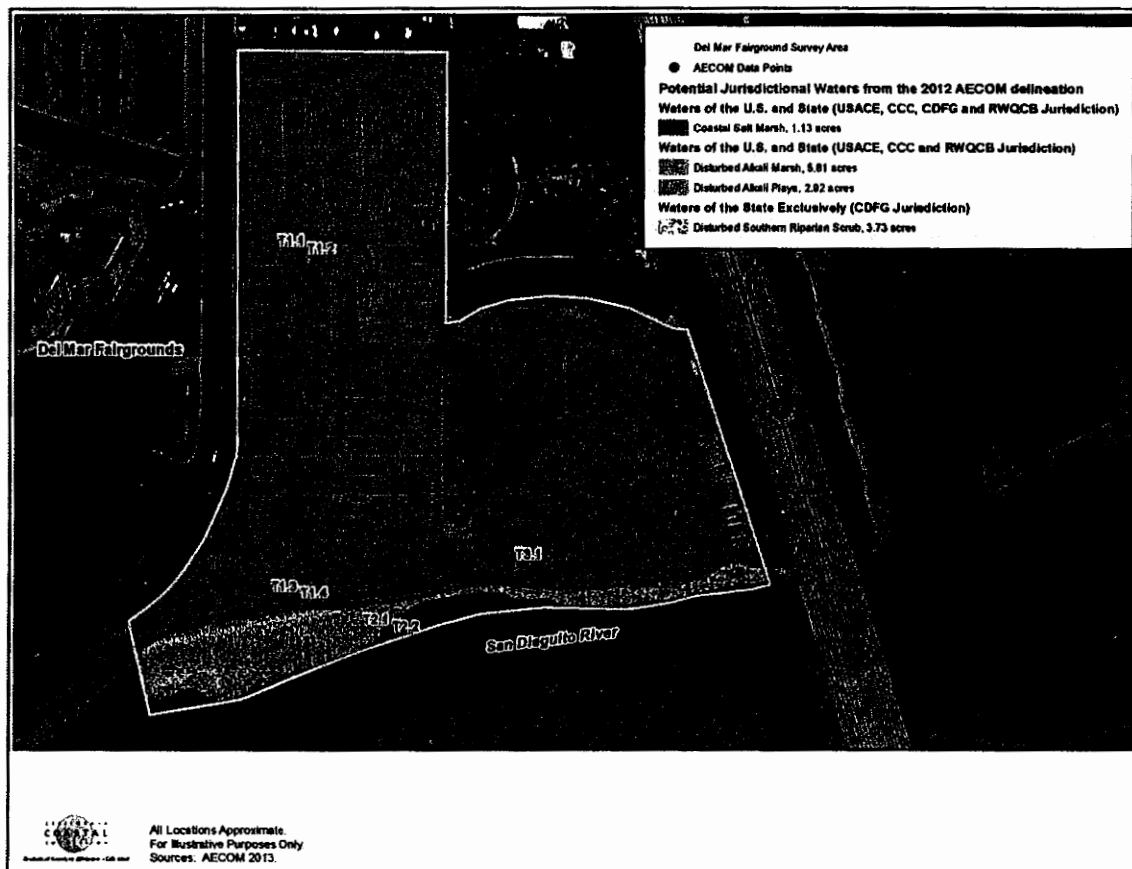 Del Mar Fairground Survey Area
AECOM Data Points
Potential Jurisdictional Waters from the 2012 AECOM delineation
Waters of the U.S. and State (USACE, CCC, CDFG and RWQCB Jurisdiction)
Coastal Salt Marsh, 1.13 acres
Waters of the U.S. and State (USACE, CCC and RWQCB Jurisdiction)
Disturbed Alkali Marsh, 5.81 acres
Disturbed Alkali Playa, 2.92 acres
Waters of the State Exclusively (CDFG Jurisdiction)
Disturbed Southern Riparian Scrub, 3.73 acres
T1.1
T1.2
Del Mar Fairgrounds
T3.1
T1.3
T1.4
T2.1
T2.2
San Dieguito River
COASTAL
All Locations Approximate.
For Illustrative Purposes Only
Sources: AECOM 2013.